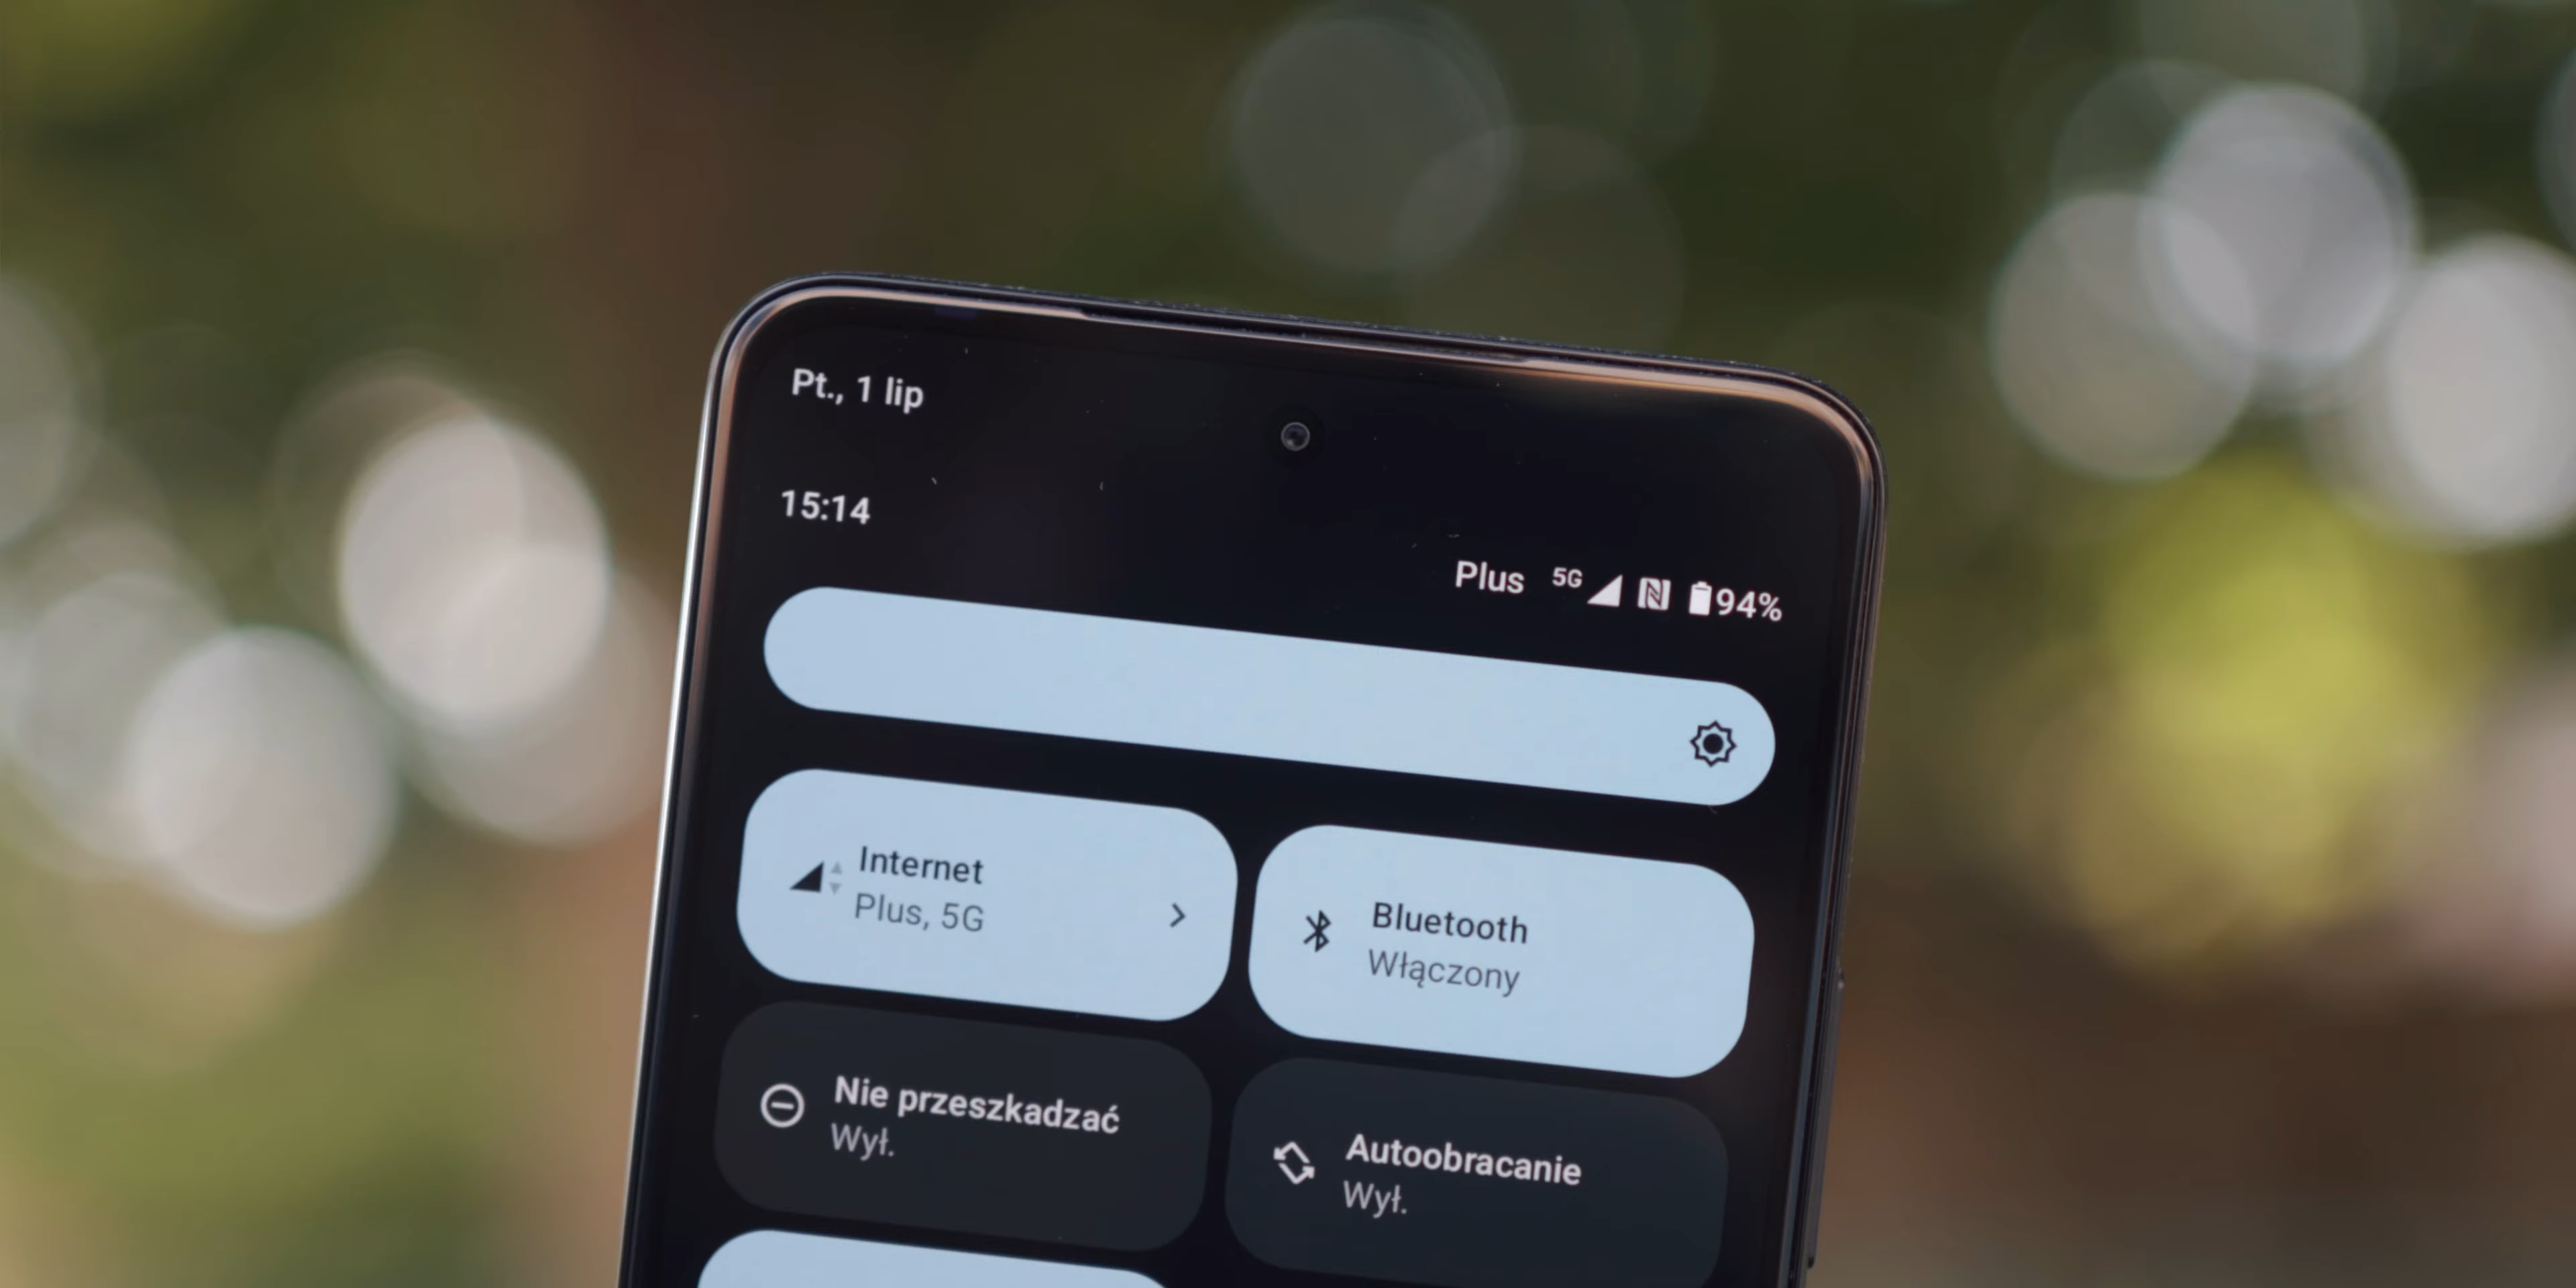 Pt., 1 lip
15:14
Plus 5G 94%
Internet
Plus, 5G
Bluetooth
Włączony
Nie przeszkadzać
Wył.
Autoobracanie
Wył.